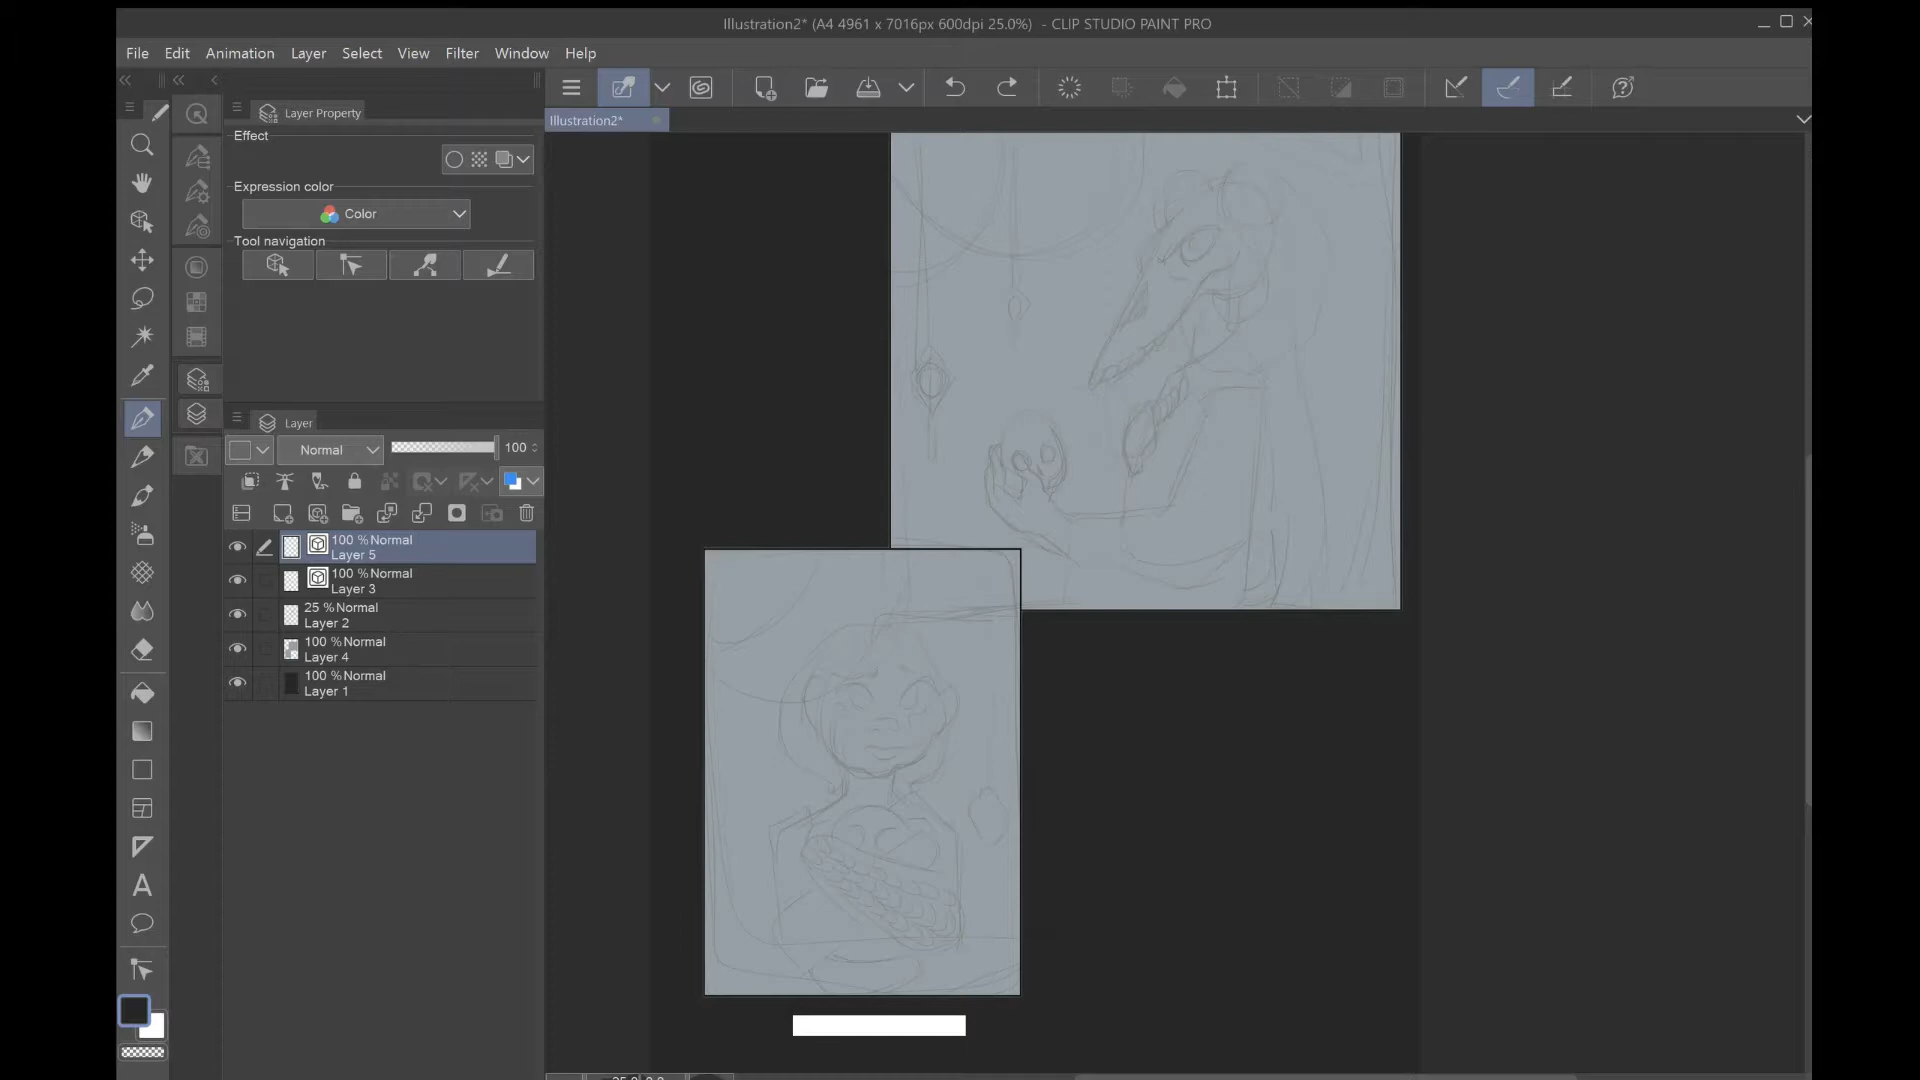 Illustration2* (A4 4961 x 7016px 600dpi 25.0%) - CLIP STUDIO PAINT PRO
File Edit Animation Layer Select View Filter Window Help
Layer Property
Illustration2*
Effect
Expression color
Color
Tool navigation
Layer
Normal 100
100 %Normal
Layer 5
100 %Normal
Layer 3
25 %Normal
Layer 2
100 %Normal
Layer 4
100 %Normal
Layer 1